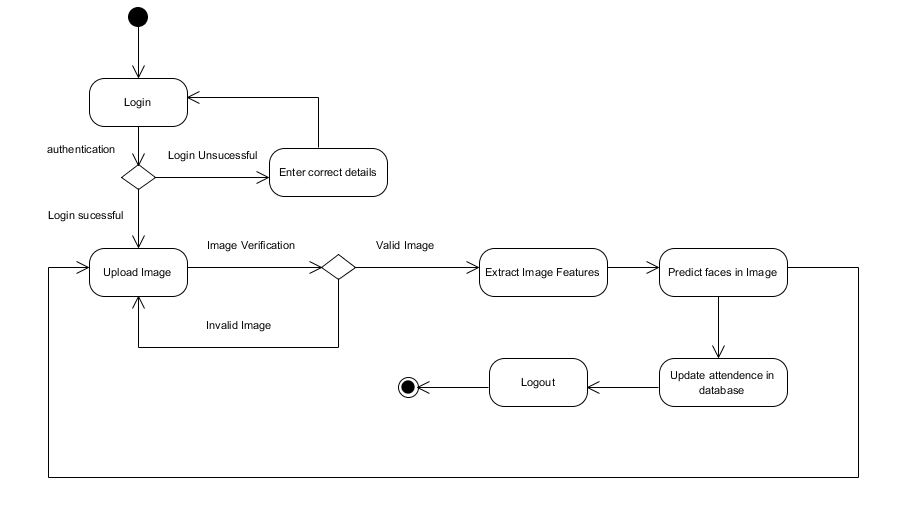 Login
authentication
Login Unsucessful
Enter correct details
Login sucessful
Image Verification
Valid Image
Upload Image
Extract Image Features
Predict faces in Image
Invalid Image
Logout
Update attendence in
database